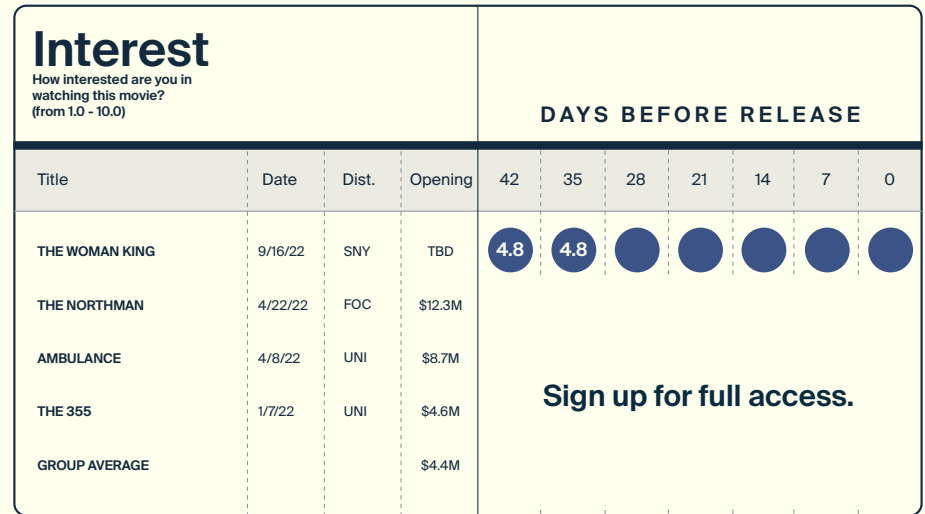 Interest
How interested are you in
watching this movie?
(from 1.0 - 10.0)
DAYS BEFORE RELEASE
Title Date Dist. Opening 42 35 28 21 14 7 0
THE WOMAN KING 9/16/22 SNY TBD 4.8 4.8
THE NORTHMAN 4/22/22 FOC $12.3M
AMBULANCE 4/8/22 UNI $8.7M
Sign up for full access.
THE 355 1/7/22 UNI $4.6M
GROUP AVERAGE $4.4M